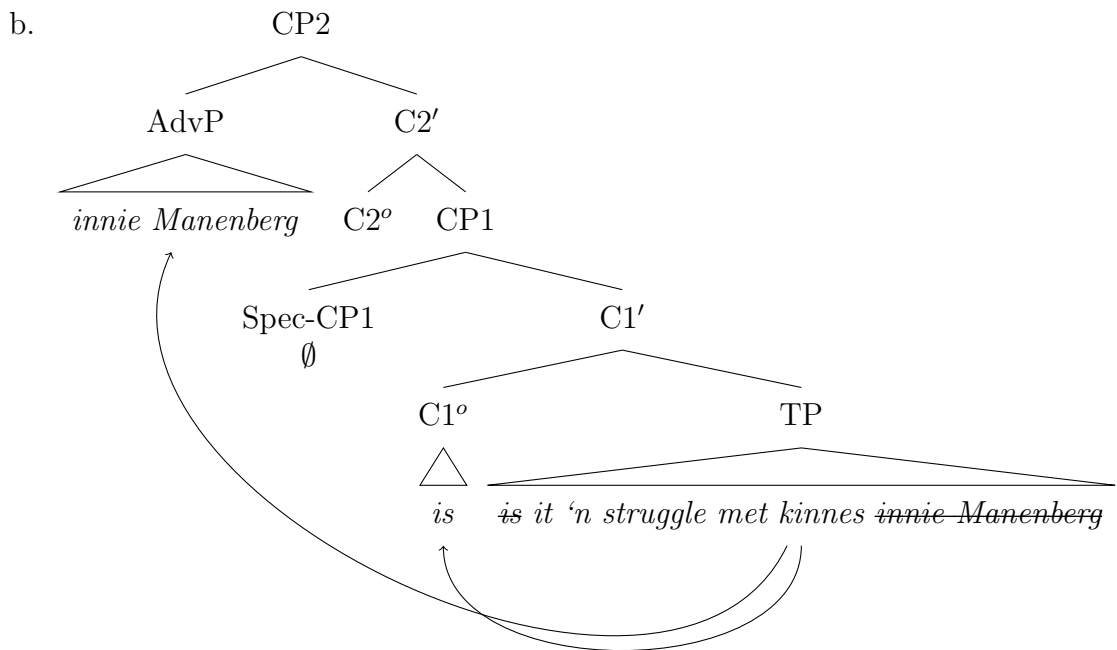 b.
CP2
AdvP C2′
innie Manenberg C2ᵒ CP1
Spec-CP1 C1′
∅
C1ᵒ TP
is is it ‘n struggle met kinnes innie Manenberg